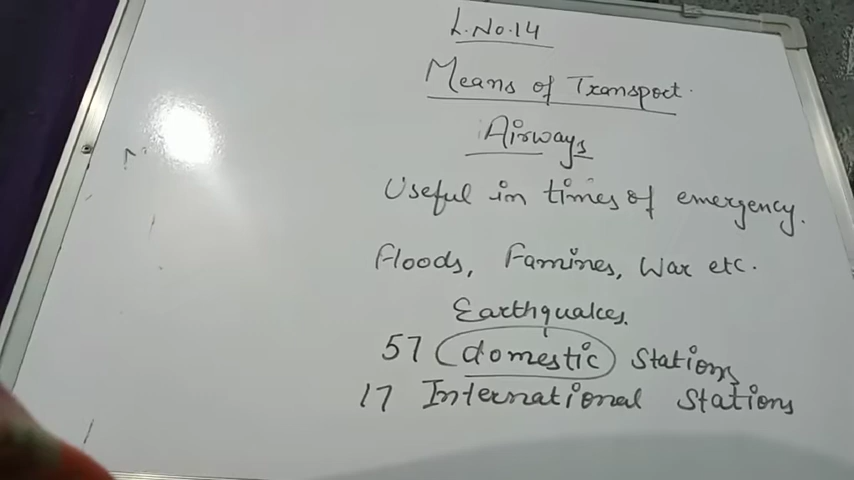 L.No.14
Means of Transport.
Airways
Useful in times of emergency.
Floods, Famines, War etc.
Earthquakes.
57 domestic stations
17 International stations